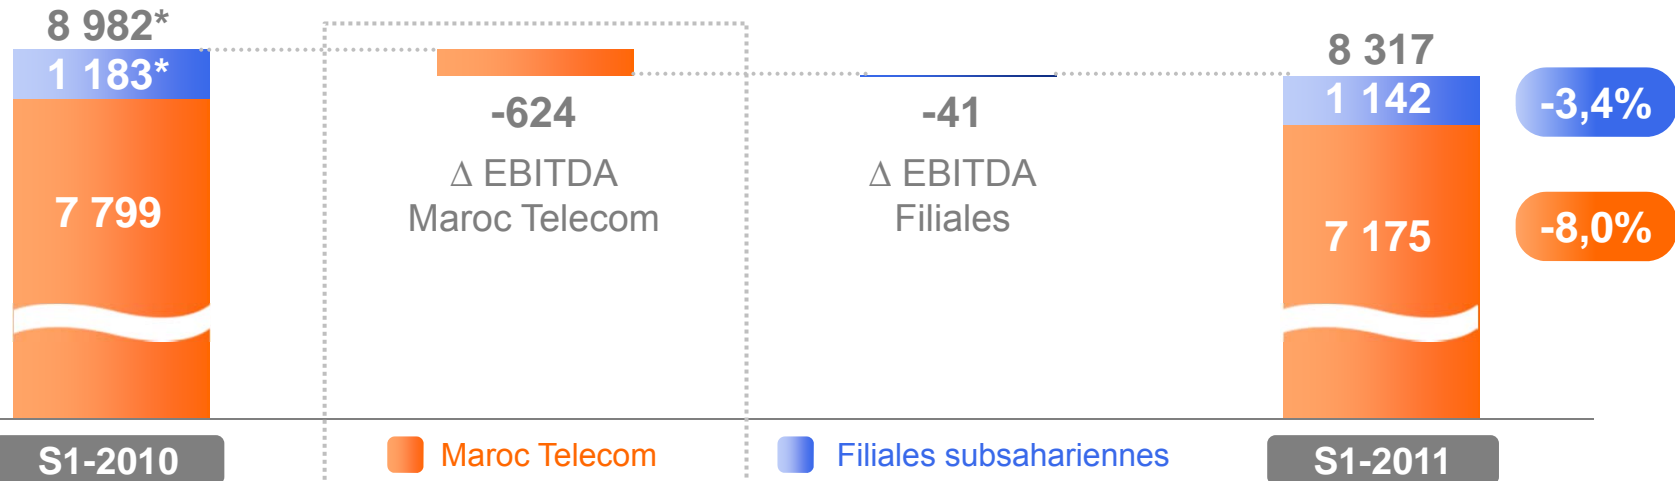 8 982*
1 183*
7 799
-624
Δ EBITDA
Maroc Telecom
-41
Δ EBITDA
Filiales
8 317
1 142
7 175
-3,4%
-8,0%
S1-2010
Maroc Telecom
Filiales subsahariennes
S1-2011